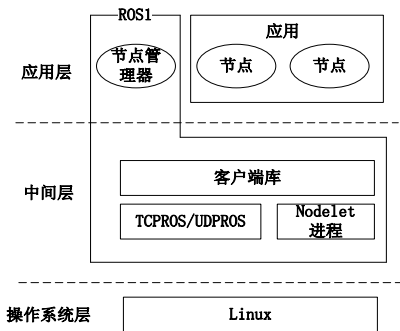 ROS1
应用
应用层
节点管
理器
节点
节点
中间层
客户端库
TCPROS/UDPROS
Nodelet
进程
操作系统层
Linux